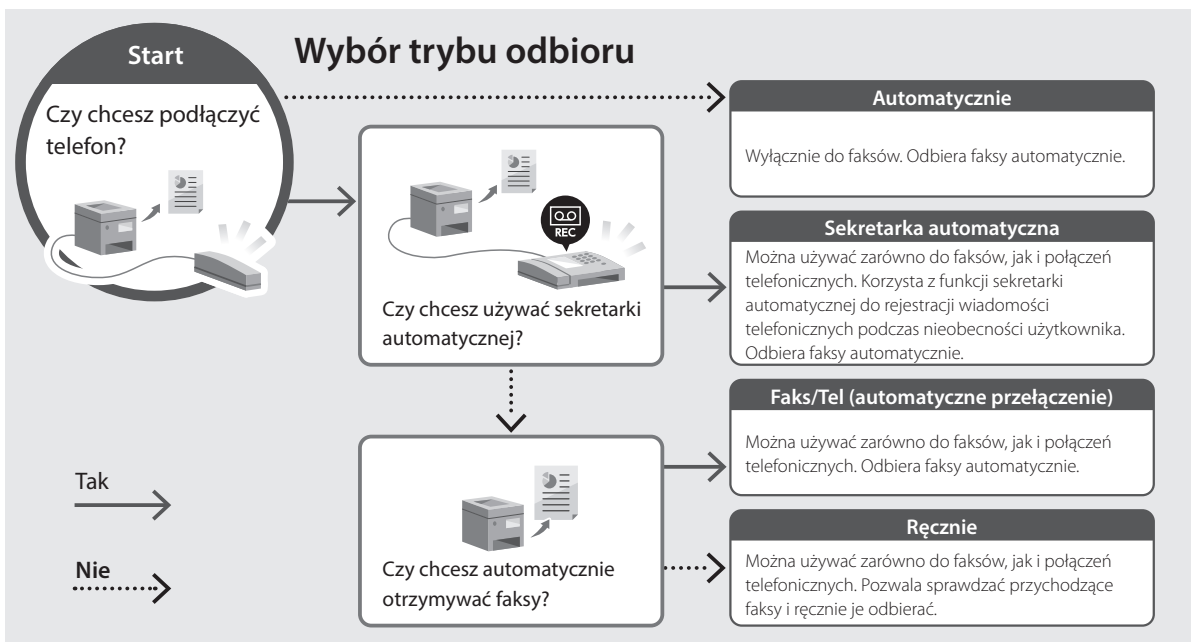 Wybór trybu odbioru
Start
Czy chcesz podłączyć
telefon?
REC
Czy chcesz używać sekretarki
automatycznej?
Czy chcesz automatycznie
otrzymywać faksy?
Automatycznie
Wyłącznie do faksów. Odbiera faksy automatycznie.
Sekretarka automatyczna
Można używać zarówno do faksów, jak i połączeń
telefonicznych. Korzysta z funkcji sekretarki
automatycznej do rejestracji wiadomości
telefonicznych podczas nieobecności użytkownika.
Odbiera faksy automatycznie.
Faks/Tel (automatyczne przełączenie)
Można używać zarówno do faksów, jak i połączeń
telefonicznych. Odbiera faksy automatycznie.
Ręcznie
Można używać zarówno do faksów, jak i połączeń
telefonicznych. Pozwala sprawdzać przychodzące
faksy i ręcznie je odbierać.
Tak
Nie